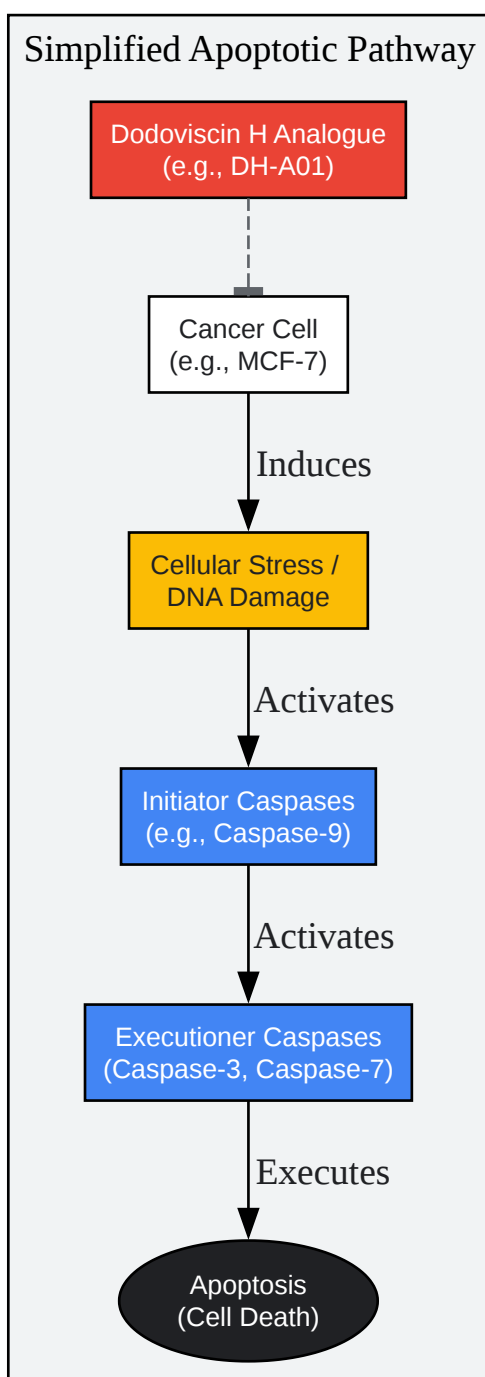 Simplified Apoptotic Pathway
Dodoviscin H Analogue
(e.g., DH-A01)
Cancer Cell
(e.g., MCF-7)
Induces
Cellular Stress /
DNA Damage
Activates
Initiator Caspases
(e.g., Caspase-9)
Activates
Executioner Caspases
(Caspase-3, Caspase-7)
Executes
Apoptosis
(Cell Death)